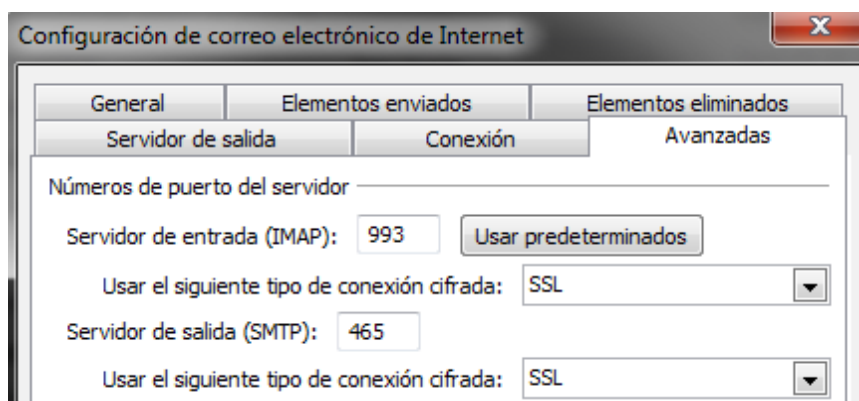 Configuración de correo electrónico de Internet
General Elementos enviados Elementos eliminados
Servidor de salida Conexión Avanzadas
Números de puerto del servidor
Servidor de entrada (IMAP): 993 Usar predeterminados
Usar el siguiente tipo de conexión cifrada: SSL
Servidor de salida (SMTP): 465
Usar el siguiente tipo de conexión cifrada: SSL